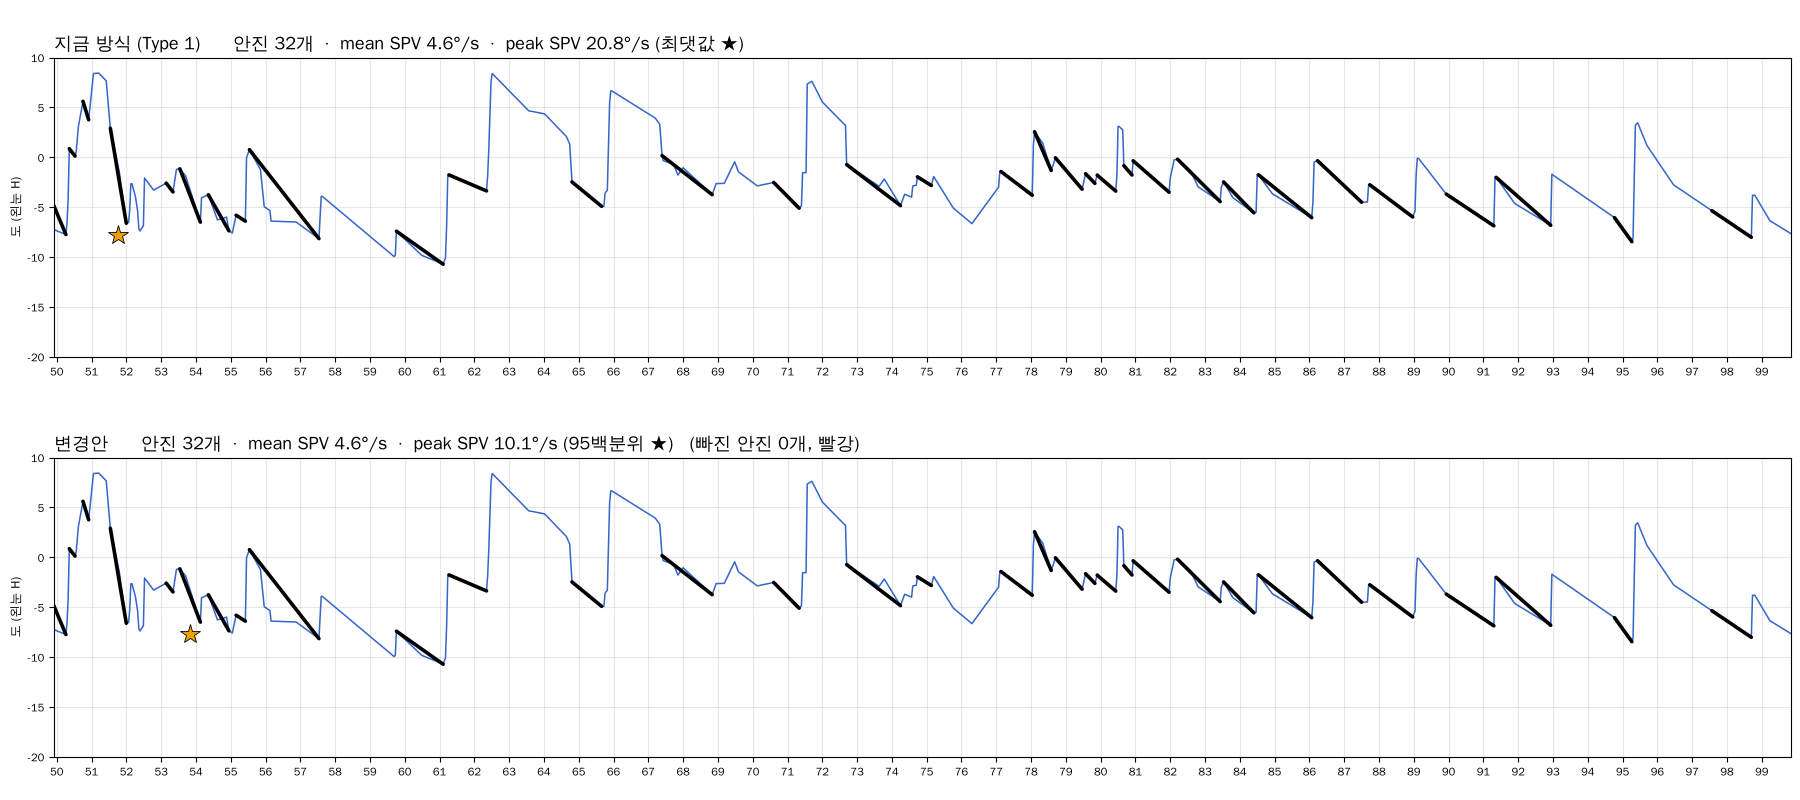 지금 방식 (Type 1) 안진 32개 · mean SPV 4.6°/s · peak SPV 20.8°/s (최댓값 ★)
10
5
0
-5
-10
-15
-20
도 (왼눈 H)
50 51 52 53 54 55 56 57 58 59 60 61 62 63 64 65 66 67 68 69 70 71 72 73 74 75 76 77 78 79 80 81 82 83 84 85 86 87 88 89 90 91 92 93 94 95 96 97 98 99
변경안 안진 32개 · mean SPV 4.6°/s · peak SPV 10.1°/s (95백분위 ★) (빠진 안진 0개, 빨강)
10
5
0
-5
-10
-15
-20
도 (왼눈 H)
50 51 52 53 54 55 56 57 58 59 60 61 62 63 64 65 66 67 68 69 70 71 72 73 74 75 76 77 78 79 80 81 82 83 84 85 86 87 88 89 90 91 92 93 94 95 96 97 98 99